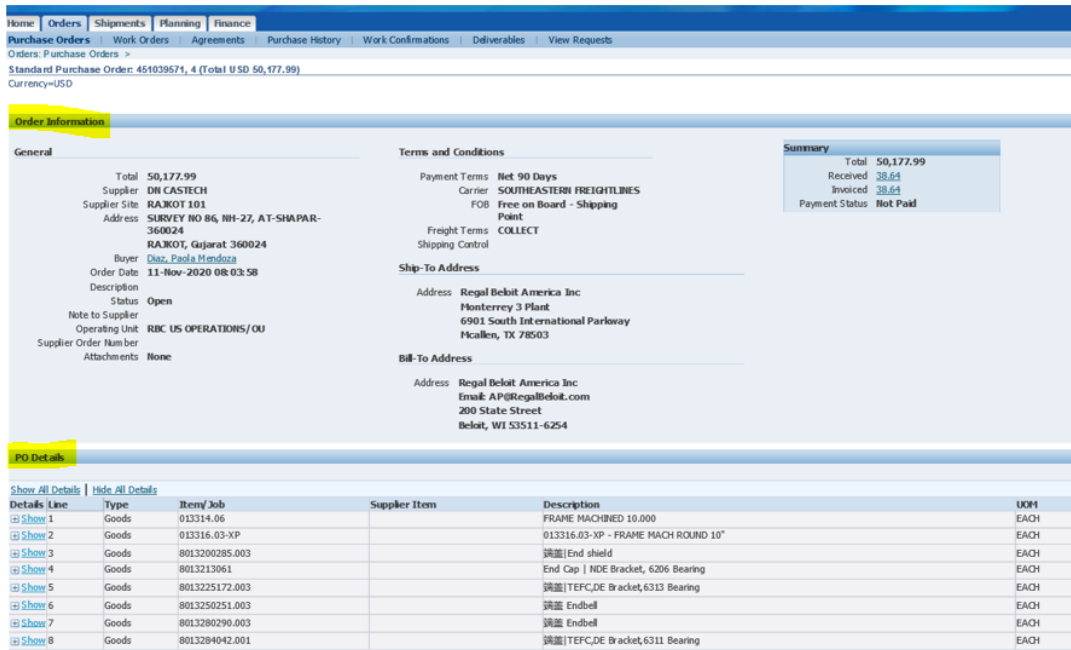 Home Orders Shipments Planning Finance
Purchase Orders | Work Orders | Agreements | Purchase History | Work Confirmations | Deliverables | View Requests
Orders: Purchase Orders >
Standard Purchase Order: 451039571, 4 (Total USD 50,177.99)
Currency=USD
Order Information
General
Total 50,177.99
Supplier DN CASTECH
Supplier Site RAJKOT 101
Address SURVEY NO 86, NH-27, AT-SHAPAR-
360024
RAJKOT, Gujarat 360024
Buyer Diaz, Paola Mendoza
Order Date 11-Nov-2020 08:03:58
Description
Status Open
Note to Supplier
Operating Unit RBC US OPERATIONS/OU
Supplier Order Number
Attachments None
Terms and Conditions
Payment Terms Net 90 Days
Carrier SOUTHEASTERN FREIGHTLINES
FOB Free on Board - Shipping
Point
Freight Terms COLLECT
Shipping Control
Ship-To Address
Address Regal Beloit America Inc
Monterrey 3 Plant
6901 South International Parkway
Mcallen, TX 78503
Bill-To Address
Address Regal Beloit America Inc
Email: AP@RegalBeloit.com
200 State Street
Beloit, WI 53511-6254
Summary
Total 50,177.99
Received 38.64
Invoiced 38.64
Payment Status Not Paid
PO Details
Show All Details | Hide All Details
Details Line Type Item/Job Supplier Item Description UOM
Show 1 Goods 013314.06 FRAME MACHINED 10.000 EACH
Show 2 Goods 013316.03-XP 013316.03-XP - FRAME MACH ROUND 10" EACH
Show 3 Goods 8013200285.003 端盖|End shield EACH
Show 4 Goods 8013213061 End Cap | NDE Bracket, 6206 Bearing EACH
Show 5 Goods 8013225172.003 端盖|TEFC,DE Bracket,6313 Bearing EACH
Show 6 Goods 8013250251.003 端盖 Endbell EACH
Show 7 Goods 8013280290.003 端盖 Endbell EACH
Show 8 Goods 8013284042.001 端盖|TEFC,DE Bracket,6311 Bearing EACH